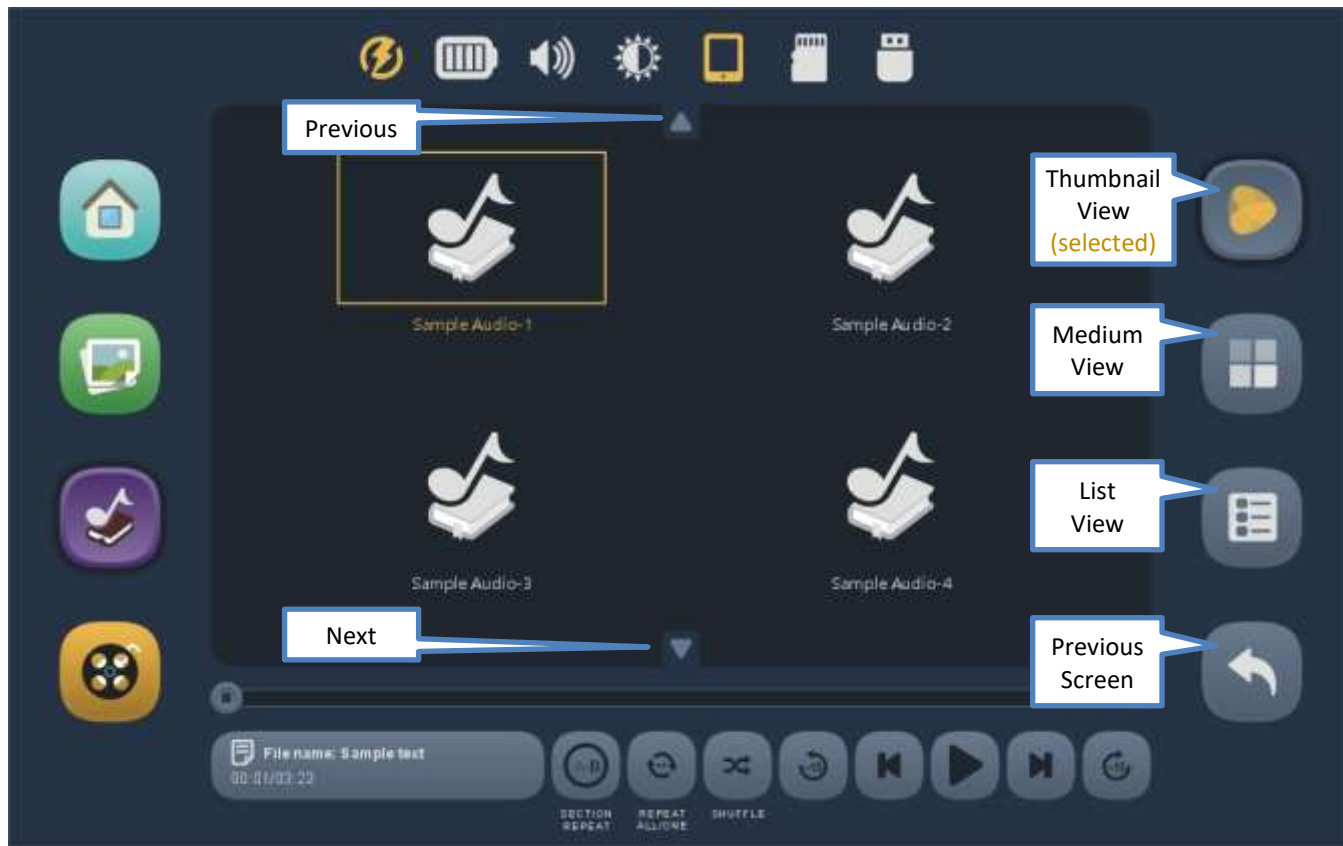 Previous
Thumbnail
View
(selected)
Sample Audio-1
Sample Audio-2
Medium
View
List
View
Sample Audio-3
Sample Audio-4
Next
Previous
Screen
File name: Sample text
00:01/03:23
SECTION
REPEAT
REPEAT
ALL/ONE
SHUFFLE